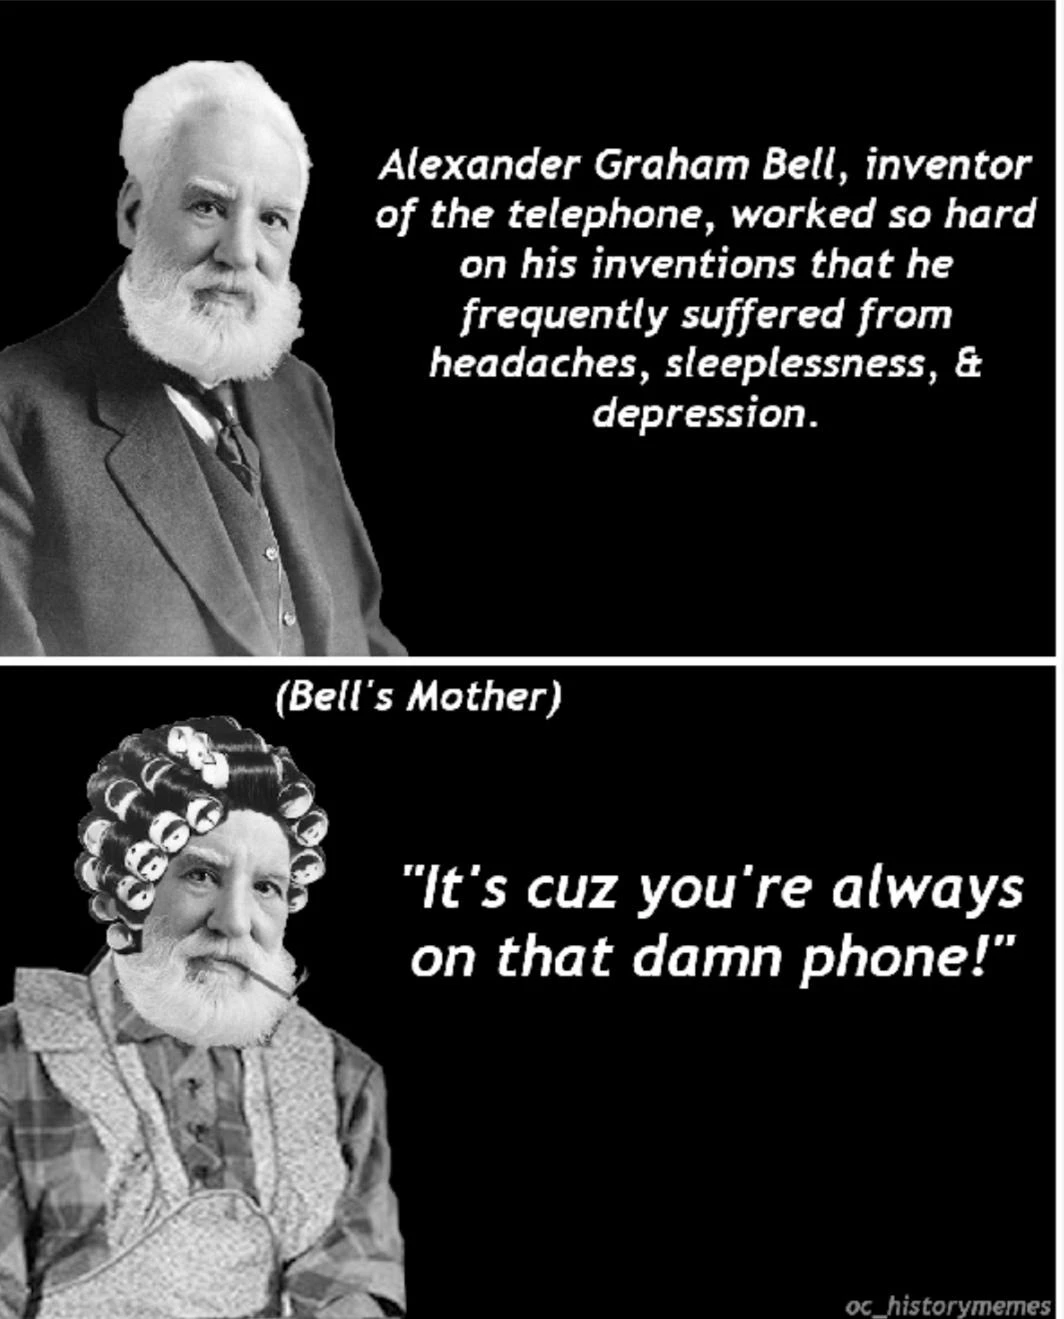 Alexander Graham Bell, inventor
of the telephone, worked so hard
on his inventions that he
frequently suffered from
headaches, sleeplessness, &
depression.
(Bell's Mother)
"It's cuz you're always
on that damn phone!"
oc_historymemes